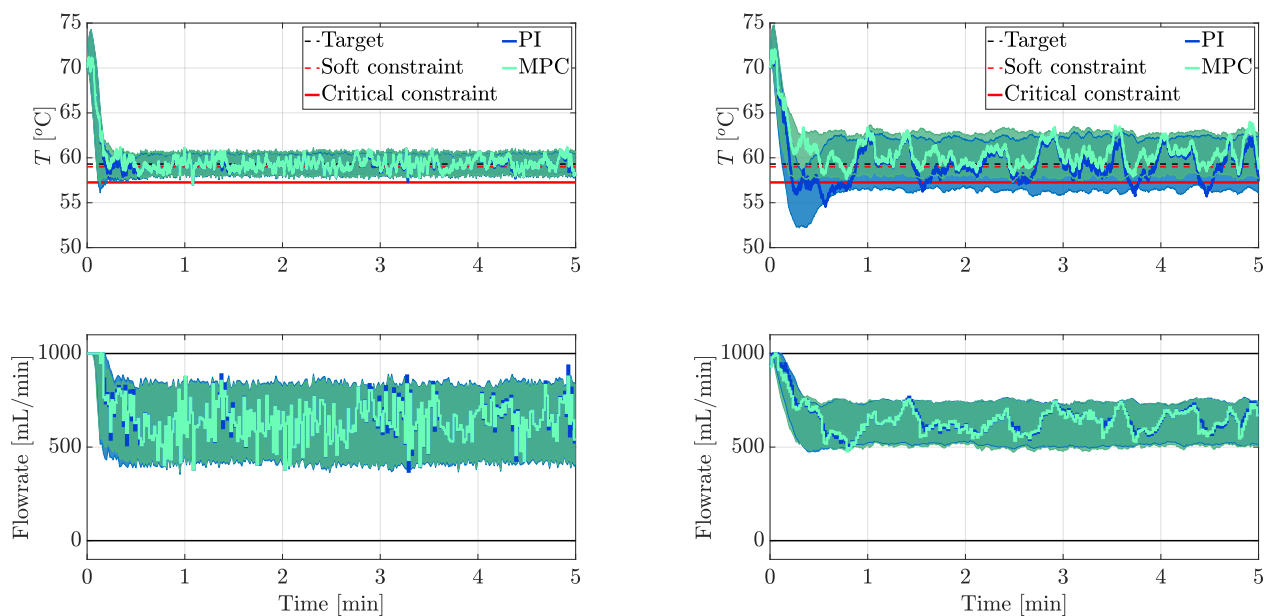 75
70
65
60
55
50
T [°C]
Target
Soft constraint
Critical constraint
PI
MPC
0 1 2 3 4 5
1000
500
0
Flowrate [mL/min]
0 1 2 3 4 5
Time [min]
75
70
65
60
55
50
T [°C]
Target
Soft constraint
Critical constraint
PI
MPC
0 1 2 3 4 5
1000
500
0
Flowrate [mL/min]
0 1 2 3 4 5
Time [min]